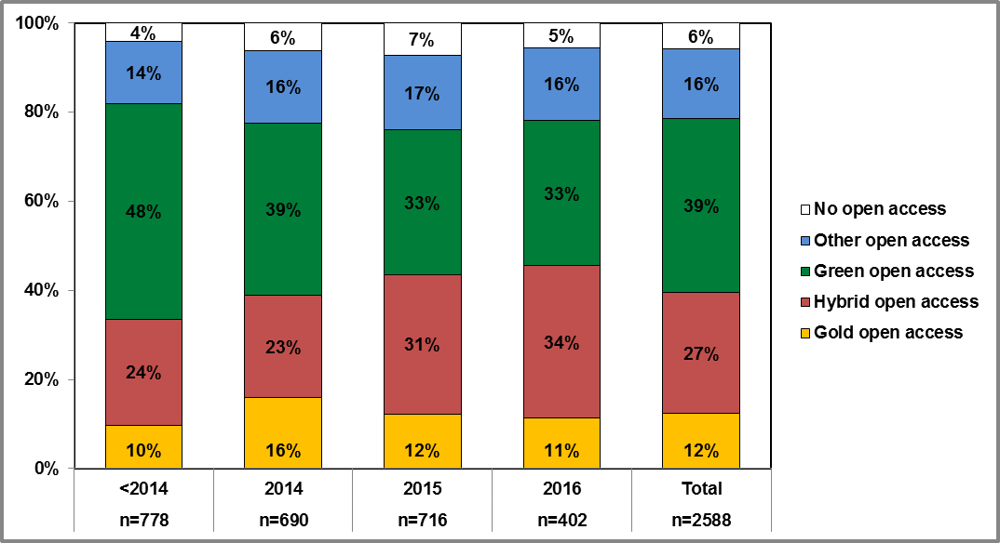 100%
80%
60%
40%
20%
0%
4% 6% 7% 5% 6%
14% 16% 17% 16% 16%
48% 39% 33% 33% 39%
24% 23% 31% 34% 27%
10% 16% 12% 11% 12%
<2014 2014 2015 2016 Total
n=778 n=690 n=716 n=402 n=2588
No open access
Other open access
Green open access
Hybrid open access
Gold open access